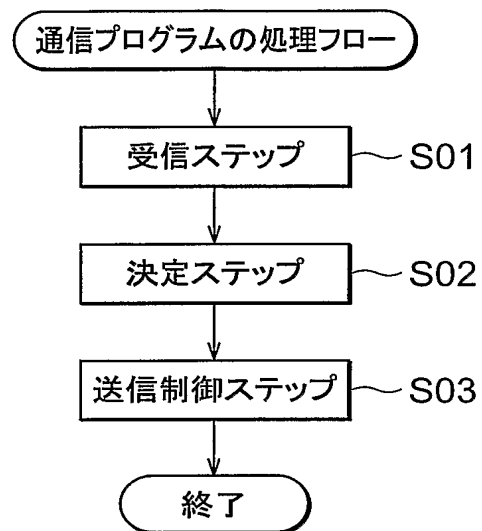 通信プログラムの処理フロー
受信ステップ S01
決定ステップ S02
送信制御ステップ S03
終了